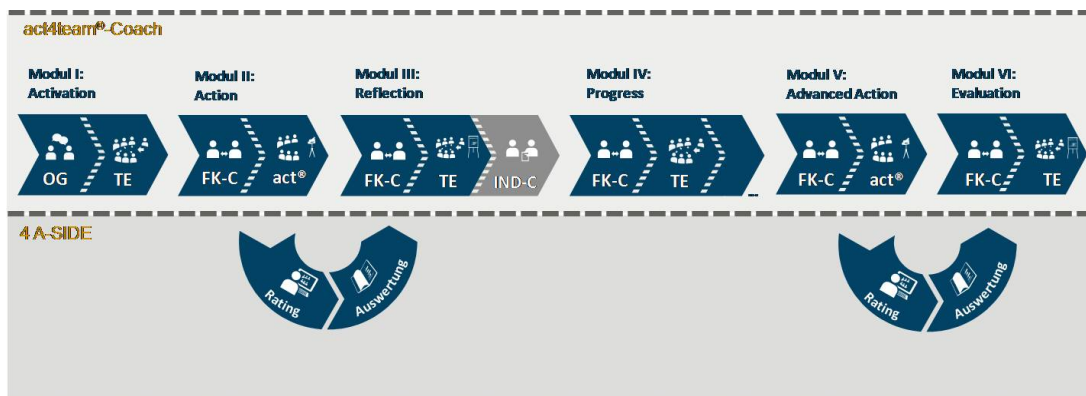 act4learn®-Coach
Modul I:
Activation
Modul II:
Action
Modul III:
Reflection
Modul IV:
Progress
Modul V:
Advanced Action
Modul VI:
Evaluation
OG
TE
FK-C
act®
FK-C
TE
IND-C
FK-C
TE
...
FK-C
act®
FK-C
TE
4 A-SIDE
Rating
Auswertung
Rating
Auswertung